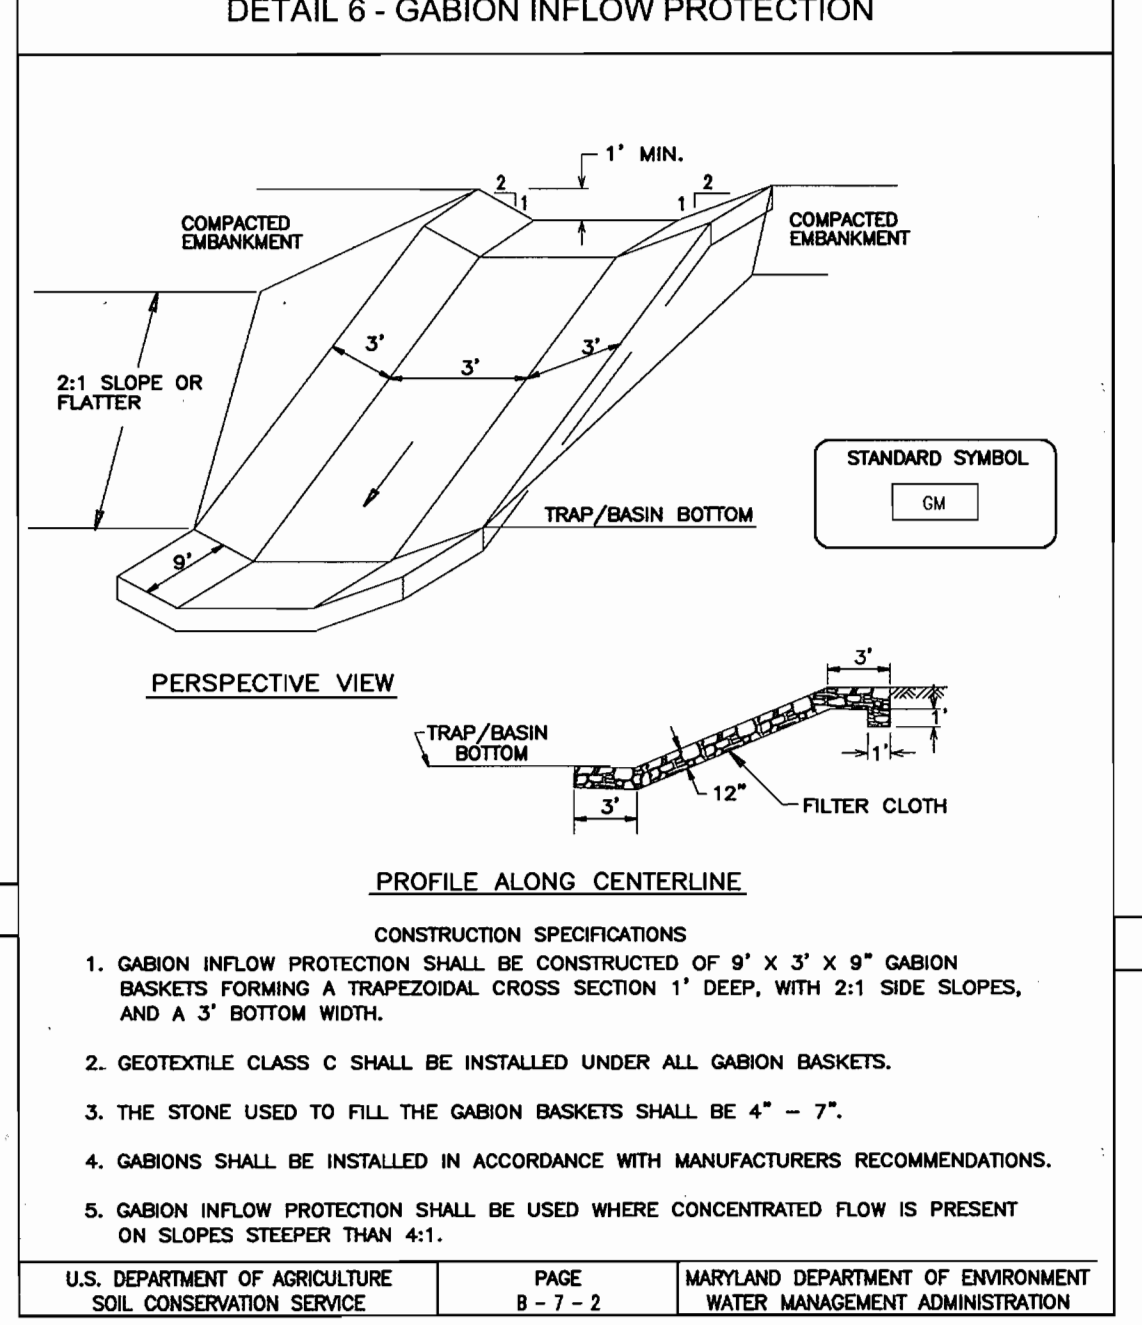 DETAIL 6 - GABION INFLOW PROTECTION
1' MIN.
2
1
1
2
COMPACTED
EMBANKMENT
COMPACTED
EMBANKMENT
3'
3'
3'
2:1 SLOPE OR
FLATTER
STANDARD SYMBOL
GM
TRAP/BASIN BOTTOM
9'
PERSPECTIVE VIEW
3'
1'
1'
TRAP/BASIN
BOTTOM
12"
3'
FILTER CLOTH
PROFILE ALONG CENTERLINE
CONSTRUCTION SPECIFICATIONS
1. GABION INFLOW PROTECTION SHALL BE CONSTRUCTED OF 9' X 3' X 9" GABION
BASKETS FORMING A TRAPEZOIDAL CROSS SECTION 1' DEEP, WITH 2:1 SIDE SLOPES,
AND A 3' BOTTOM WIDTH.
2. GEOTEXTILE CLASS C SHALL BE INSTALLED UNDER ALL GABION BASKETS.
3. THE STONE USED TO FILL THE GABION BASKETS SHALL BE 4" - 7".
4. GABIONS SHALL BE INSTALLED IN ACCORDANCE WITH MANUFACTURERS RECOMMENDATIONS.
5. GABION INFLOW PROTECTION SHALL BE USED WHERE CONCENTRATED FLOW IS PRESENT
ON SLOPES STEEPER THAN 4:1.
U.S. DEPARTMENT OF AGRICULTURE
SOIL CONSERVATION SERVICE
PAGE
B - 7 - 2
MARYLAND DEPARTMENT OF ENVIRONMENT
WATER MANAGEMENT ADMINISTRATION